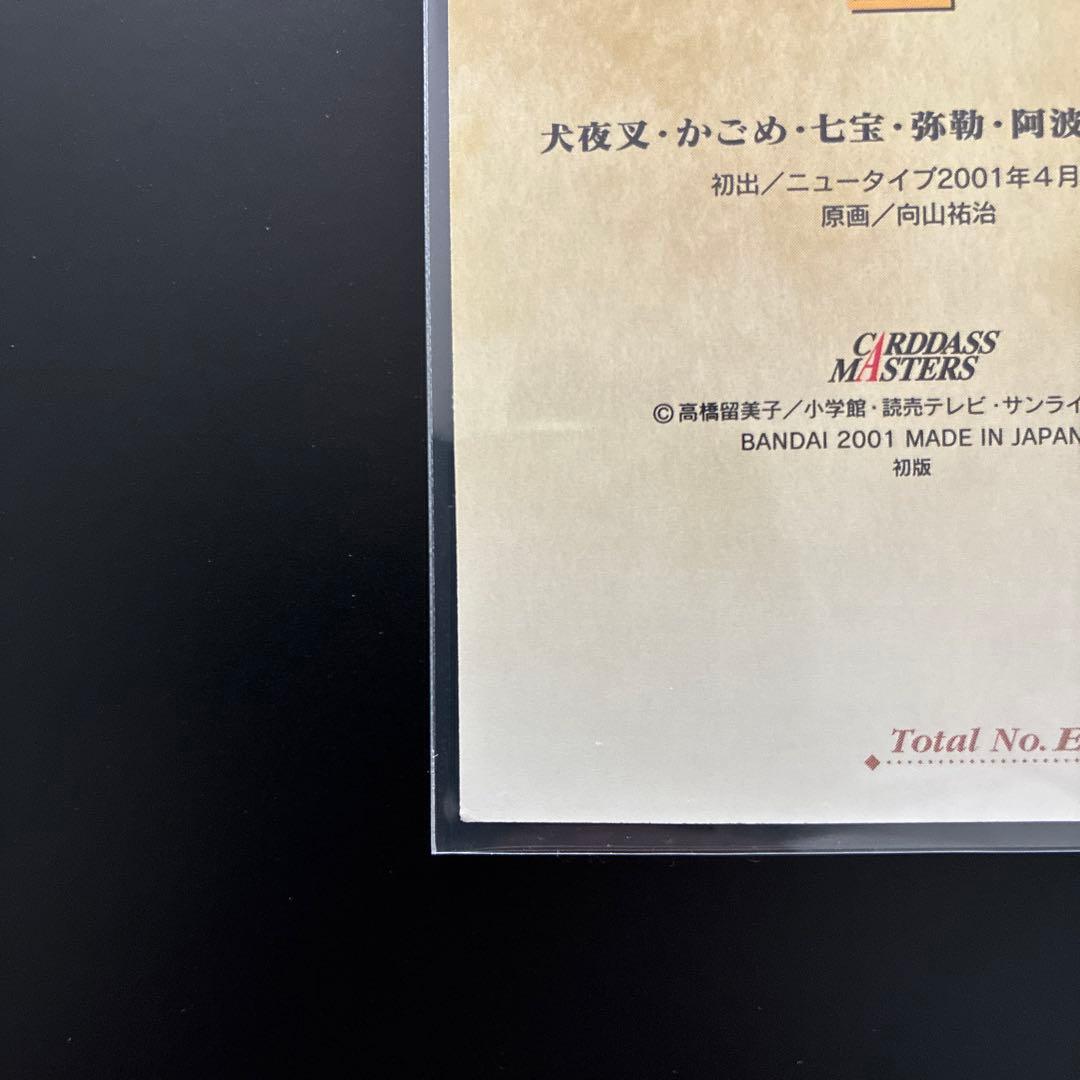 犬夜叉・かごめ・七宝・弥勒・阿波
初出／ニュータイプ2001年4月
原画／向山祐治
CARDDASS
MASTERS
©高橋留美子／小学館・読売テレビ・サンライ
BANDAI 2001 MADE IN JAPAN
初版
Total No. E